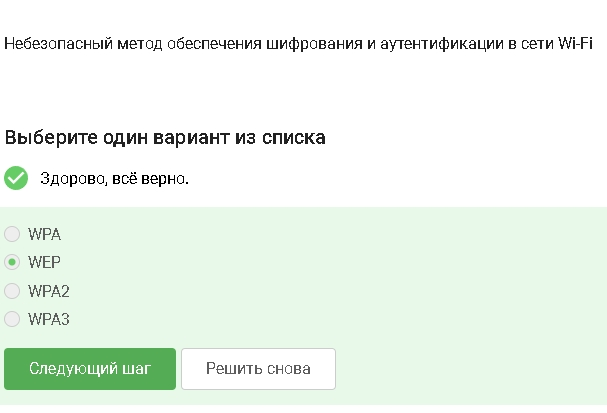 Небезопасный метод обеспечения шифрования и аутентификации в сети Wi-Fi
Выберите один вариант из списка
Здорово, всё верно.
WPA
WEP
WPA2
WPA3
Следующий шаг
Решить снова